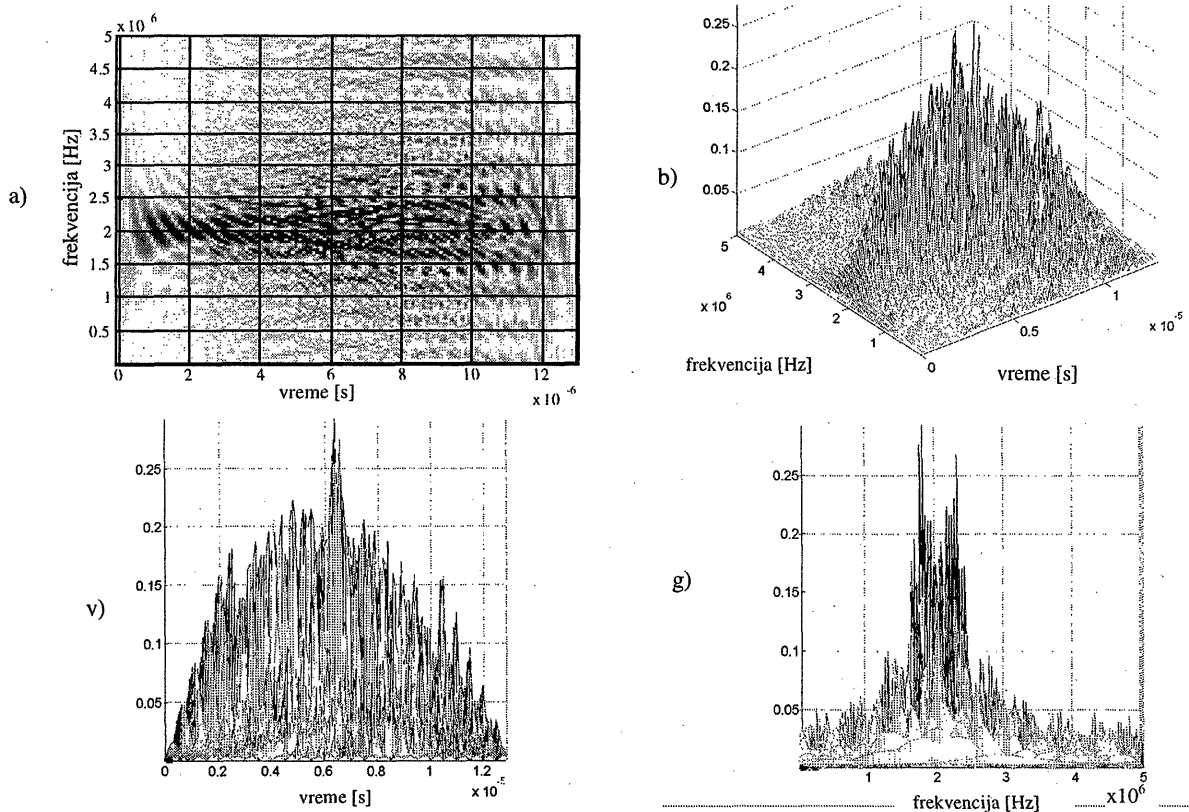 a)
x 10 6
5
4.5
4
3.5
3
2.5
2
1.5
1
0.5
frekvencija [Hz]
0 2 4 6 8 10 12
vreme [s]
x 10 -6
b)
0.25
0.2
0.15
0.1
0.05
5 4 3 2 1 0
0.5 1
x 10 6
x 10 -5
frekvencija [Hz]
vreme [s]
v)
0.25
0.2
0.15
0.1
0.05
0 0.2 0.4 0.6 0.8 1.0 1.2
x 10 -5
vreme [s]
g)
0.25
0.2
0.15
0.1
0.05
1 2 3 4 5
x10 6
frekvencija [Hz]